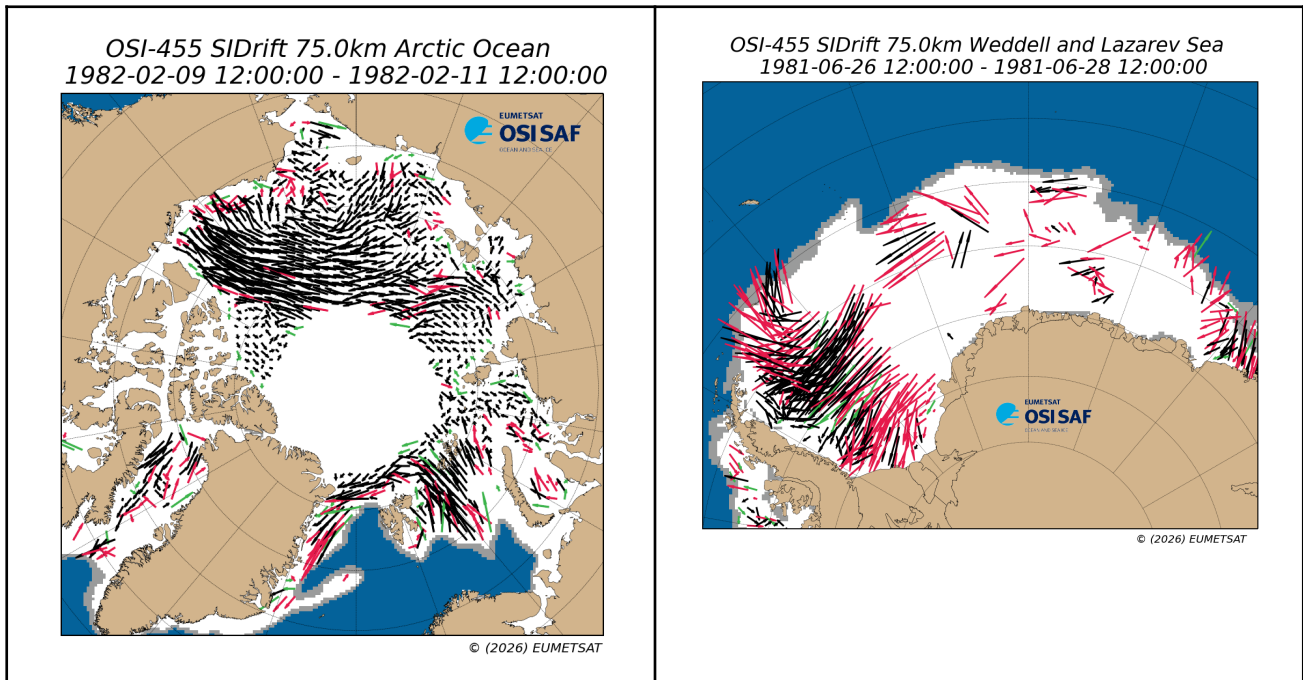 OSI-455 SIDrift 75.0km Arctic Ocean
1982-02-09 12:00:00 - 1982-02-11 12:00:00
EUMETSAT
OSI SAF
© (2026) EUMETSAT
OSI-455 SIDrift 75.0km Weddell and Lazarev Sea
1981-06-26 12:00:00 - 1981-06-28 12:00:00
EUMETSAT
OSI SAF
© (2026) EUMETSAT